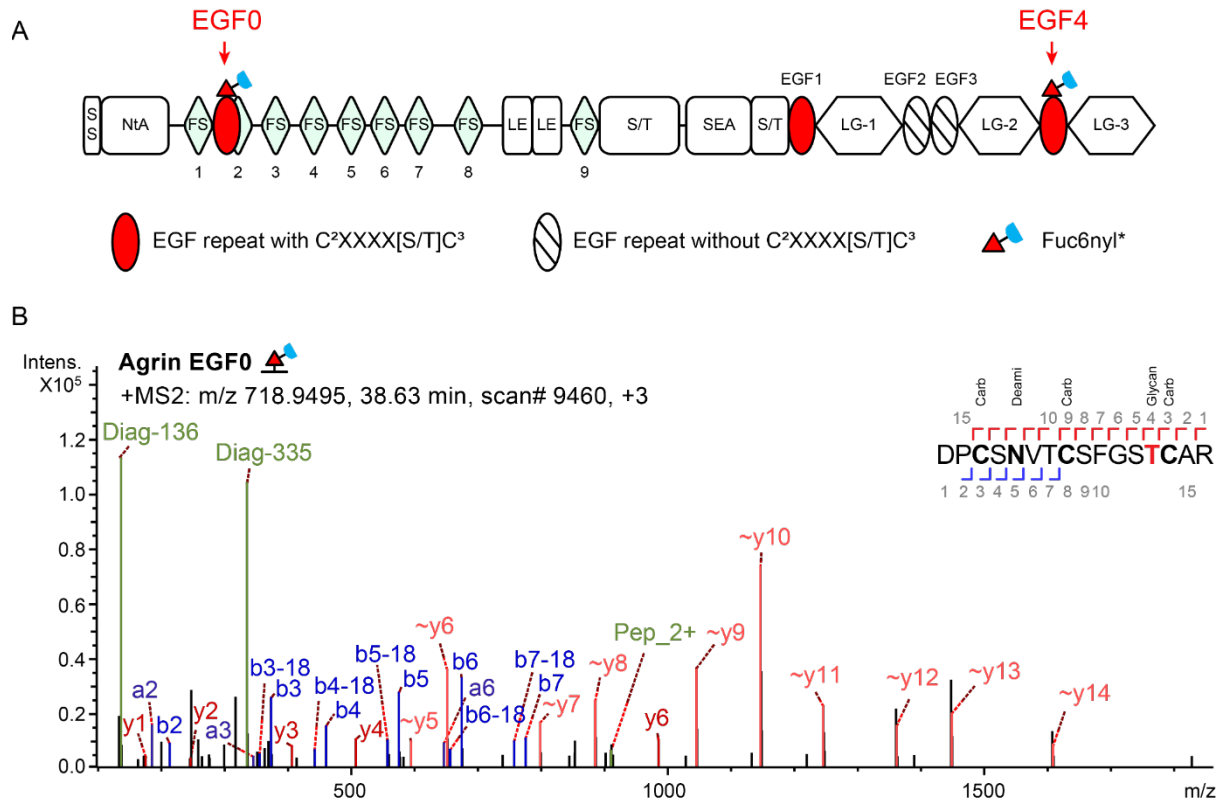 A
EGF0
EGF4
EGF1
EGF2
EGF3
SS
NtA
FS
FS
FS
FS
FS
FS
FS
FS
LE
LE
FS
S/T
SEA
S/T
LG-1
LG-2
LG-3
1
2
3
4
5
6
7
8
9
EGF repeat with C²XXXX[S/T]C³
EGF repeat without C²XXXX[S/T]C³
Fuc6nyl*
B
Intens.
X10⁵
Agrin EGF0
+MS2: m/z 718.9495, 38.63 min, scan# 9460, +3
Carb
Deami
Carb
Glycan
Carb
15 10 9 8 7 6 5 4 3 2 1
DPCSNVTCSFGSTCAR
1 2 3 4 5 6 7 8 9 10 15
1.2
1.0
0.8
0.6
0.4
0.2
0.0
Diag-136
Diag-335
y1
a2
b2
y2
a3
b3-18
b3
y3
b4-18
b4
y4
b5-18
b5
~y5
~y6
b6
a6
b6-18
b7-18
b7
~y7
~y8
Pep_2+
y6
~y9
~y10
~y11
~y12
~y13
~y14
500
1000
1500
m/z